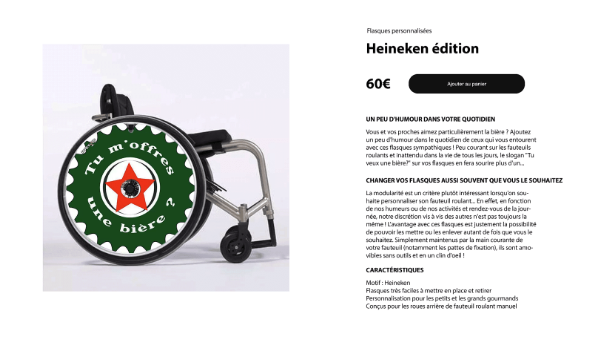 Flasques personnalisées
Heineken édition
60€
Ajouter au panier
Tu m'offres
une bière ?
UN PEU D'HUMOUR DANS VOTRE QUOTIDIEN
Vous et vos proches aimez particulièrement la bière ? Ajoutez
un peu d'humour dans le quotidien de ceux qui vous entourent
avec ces flasques sympathiques ! Peu courant sur les fauteuils
roulants et inattendu dans la vie de tous les jours, le slogan "Tu
veux une bière?" sur vos flasques en fera sourire plus d'un...
CHANGER VOS FLASQUES AUSSI SOUVENT QUE VOUS LE SOUHAITEZ
La modularité est un critère plutôt intéressant lorsqu'on sou-
haite personnaliser son fauteuil roulant... En effet, en fonction
de nos humeurs ou de nos activités et rendez-vous de la jour-
née, notre discrétion vis à vis des autres n'est pas toujours la
même ! L'avantage avec ces flasques est justement la possibilité
de pouvoir les mettre ou les enlever autant de fois que vous le
souhaitez. Simplement maintenus par la main courante de
votre fauteuil (notamment les pattes de fixation), ils sont amo-
vibles sans outils et en un clin d'oeil !
CARACTÉRISTIQUES
Motif : Heineken
Flasques très faciles à mettre en place et retirer
Personnalisation pour les petits et les grands gourmands
Conçus pour les roues arrière de fauteuil roulant manuel